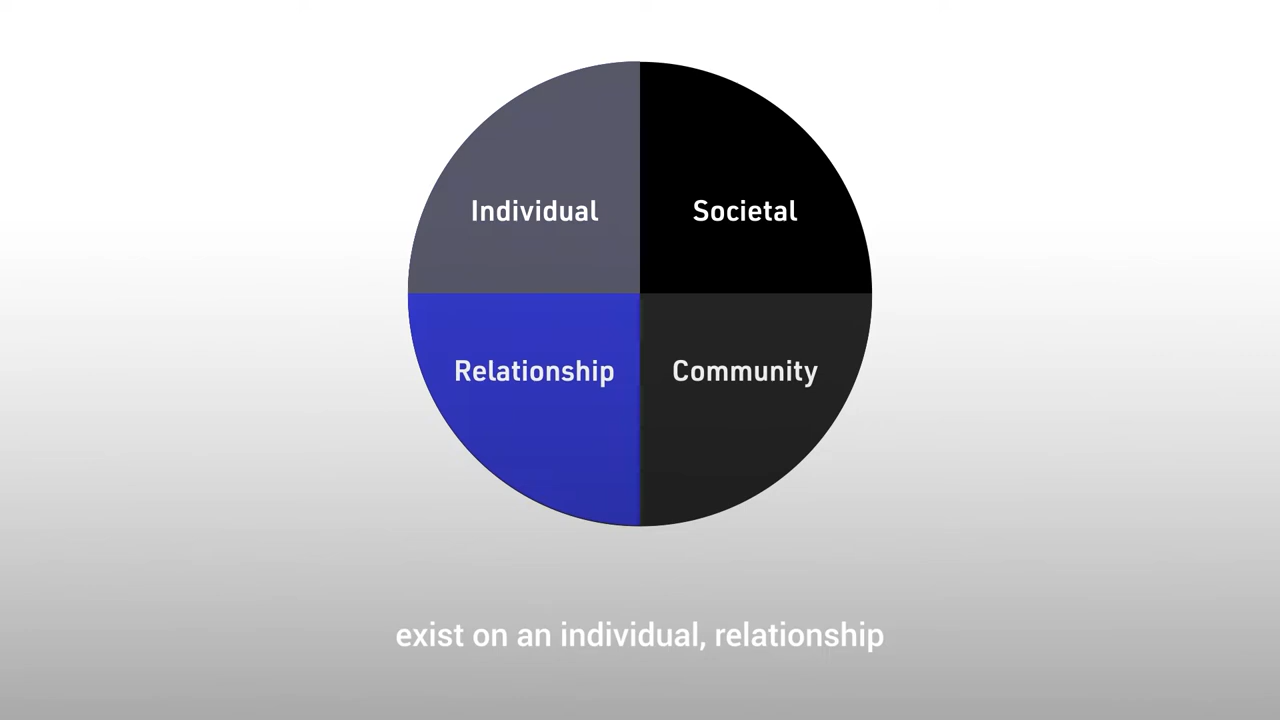 Individual
Societal
Relationship
Community
exist on an individual, relationship